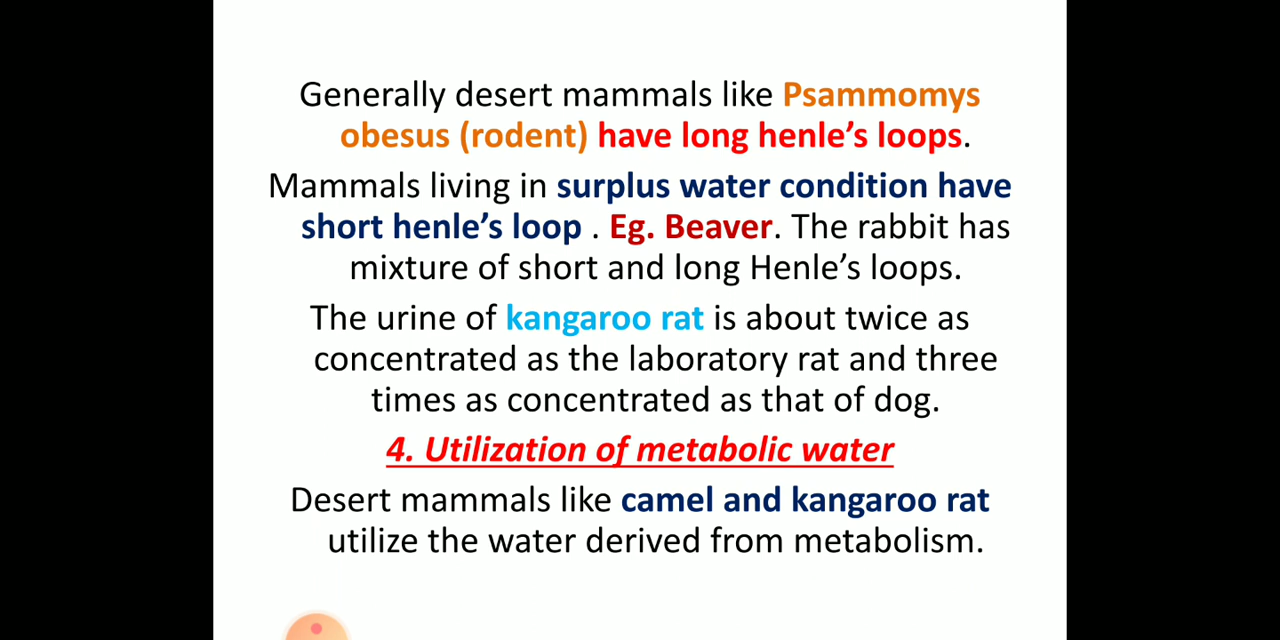 Generally desert mammals like Psammomys
obesus (rodent) have long henle’s loops.
Mammals living in surplus water condition have
short henle’s loop . Eg. Beaver. The rabbit has
mixture of short and long Henle’s loops.
The urine of kangaroo rat is about twice as
concentrated as the laboratory rat and three
times as concentrated as that of dog.
4. Utilization of metabolic water
Desert mammals like camel and kangaroo rat
utilize the water derived from metabolism.